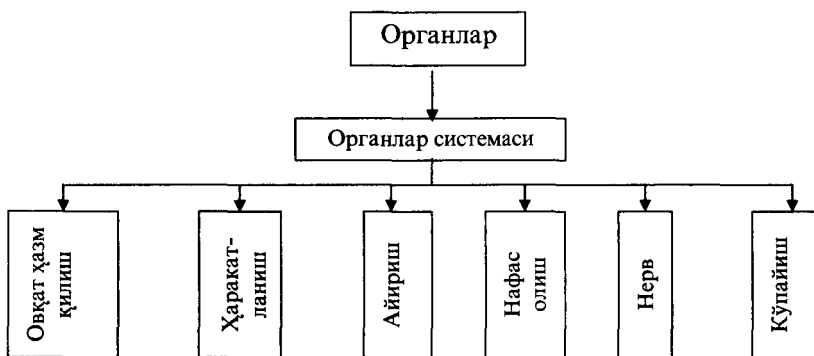 Органлар
Органлар системаси
Овқат ҳазм
қилиш
Ҳаракат-
ланиш
Айириш
Нафас
олиш
Нерв
Кўпайиш